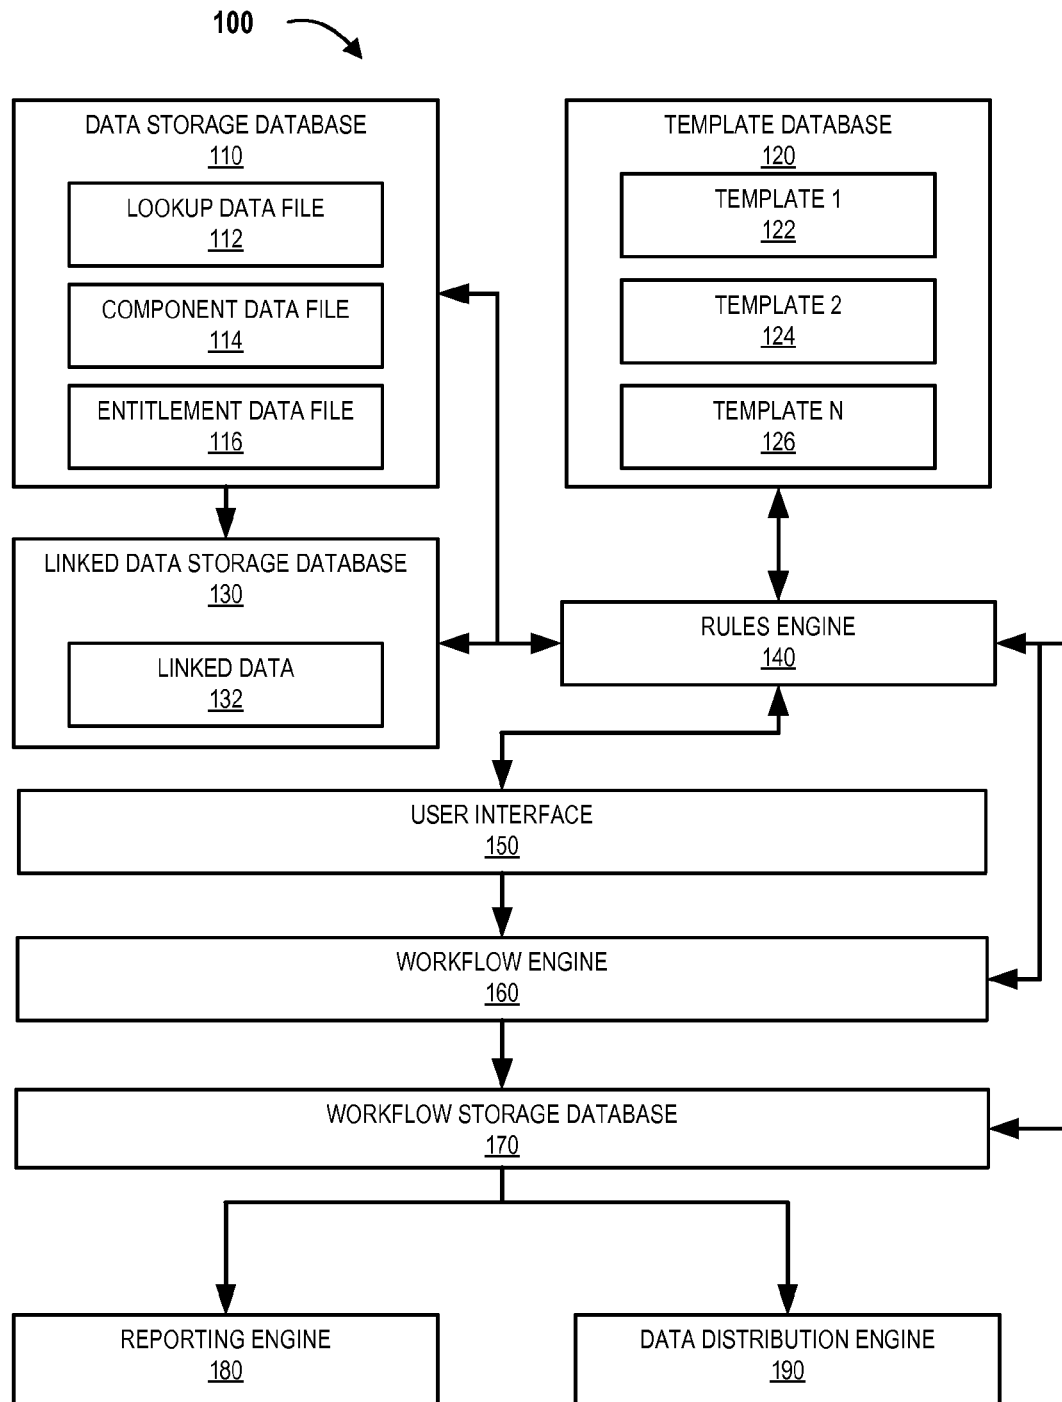 100
DATA STORAGE DATABASE
110
LOOKUP DATA FILE
112
COMPONENT DATA FILE
114
ENTITLEMENT DATA FILE
116
TEMPLATE DATABASE
120
TEMPLATE 1
122
TEMPLATE 2
124
TEMPLATE N
126
LINKED DATA STORAGE DATABASE
130
LINKED DATA
132
RULES ENGINE
140
USER INTERFACE
150
WORKFLOW ENGINE
160
WORKFLOW STORAGE DATABASE
170
REPORTING ENGINE
180
DATA DISTRIBUTION ENGINE
190